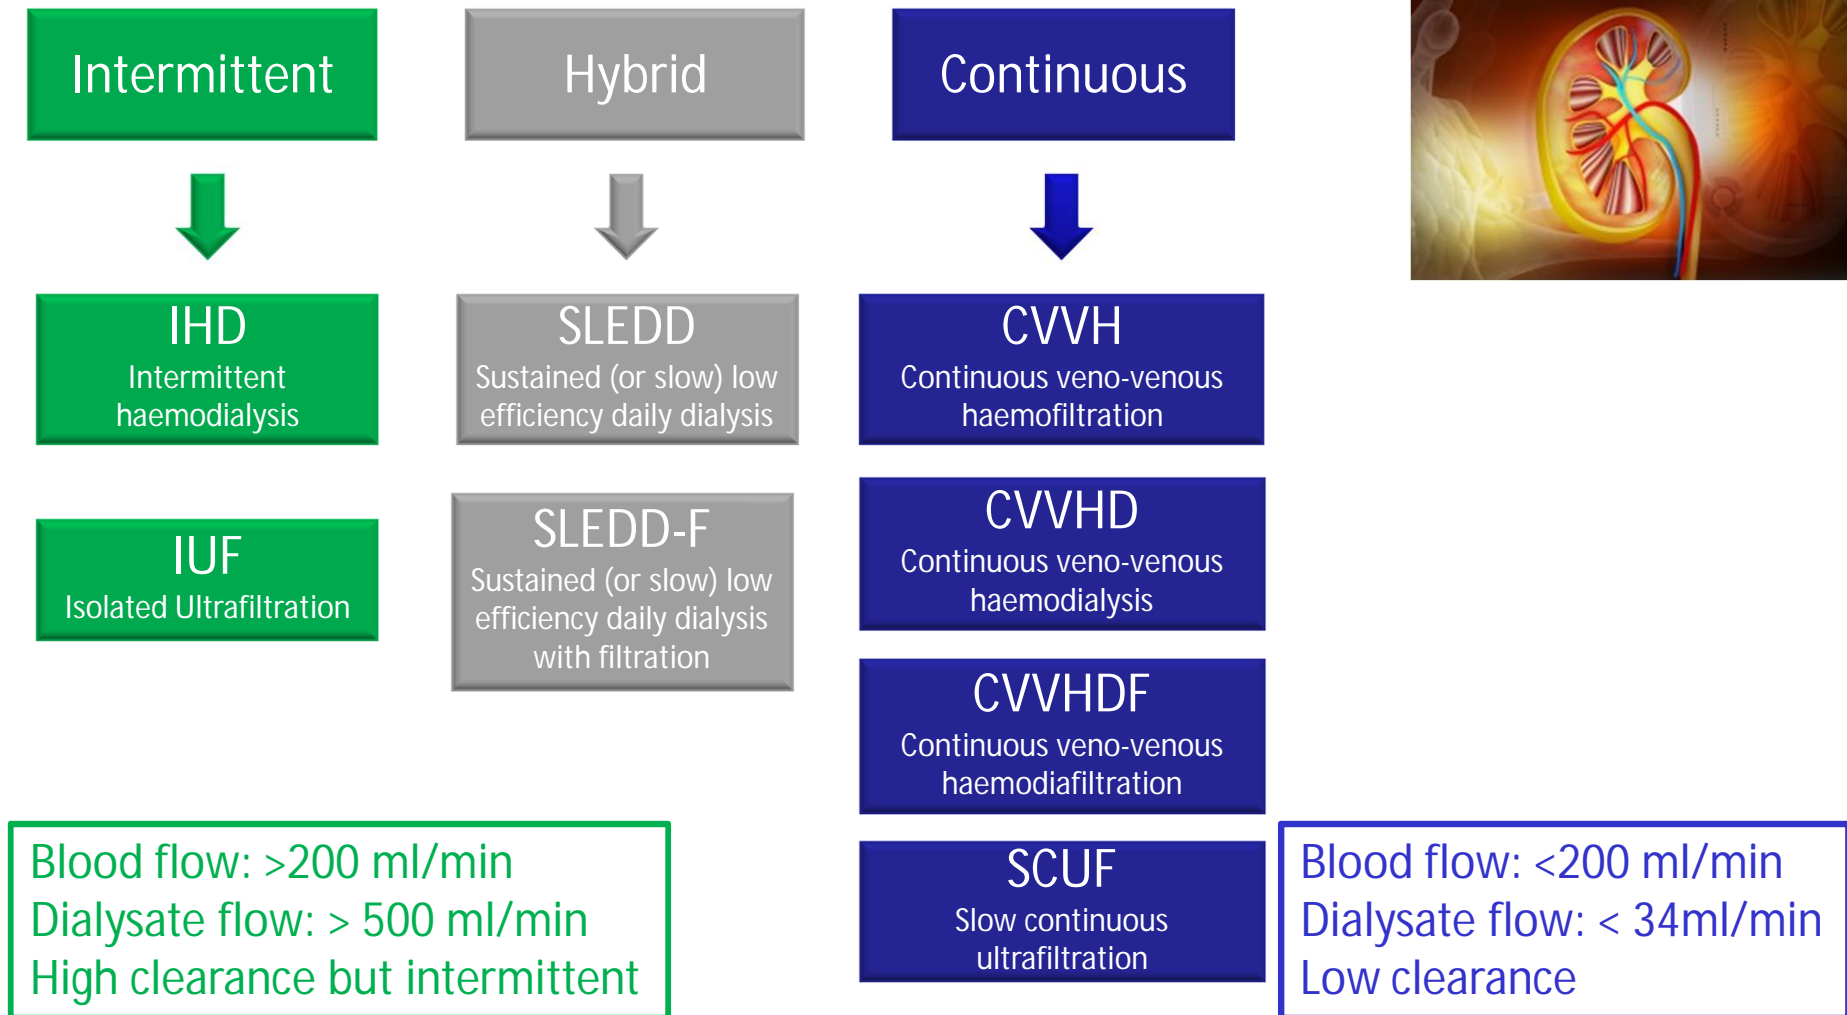 Intermittent
Hybrid
Continuous
IHD
Intermittent
haemodialysis
SLEDD
Sustained (or slow) low
efficiency daily dialysis
CVVH
Continuous veno-venous
haemofiltration
IUF
Isolated Ultrafiltration
SLEDD-F
Sustained (or slow) low
efficiency daily dialysis
with filtration
CVVHD
Continuous veno-venous
haemodialysis
CVVHDF
Continuous veno-venous
haemodiafiltration
SCUF
Slow continuous
ultrafiltration
Blood flow: >200 ml/min
Dialysate flow: > 500 ml/min
High clearance but intermittent
Blood flow: <200 ml/min
Dialysate flow: < 34ml/min
Low clearance